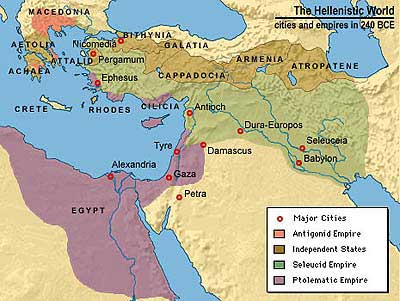 The Hellenistic World
cities and empires in 240 BCE
MACEDONIA
BITHYNIA
Nicomedia
GALATIA
AETOLIA
ATTALID
Pergamum
ARMENIA
ATROPATENE
ACHAEA
CAPPADOCIA
Ephesus
CILICIA
CRETE
RHODES
Antioch
Dura-Europos
Seleuceia
Tyre
Damascus
Babylon
Alexandria
Gaza
Petra
EGYPT
Major Cities
Antigonid Empire
Independent States
Seleucid Empire
Ptolematic Empire